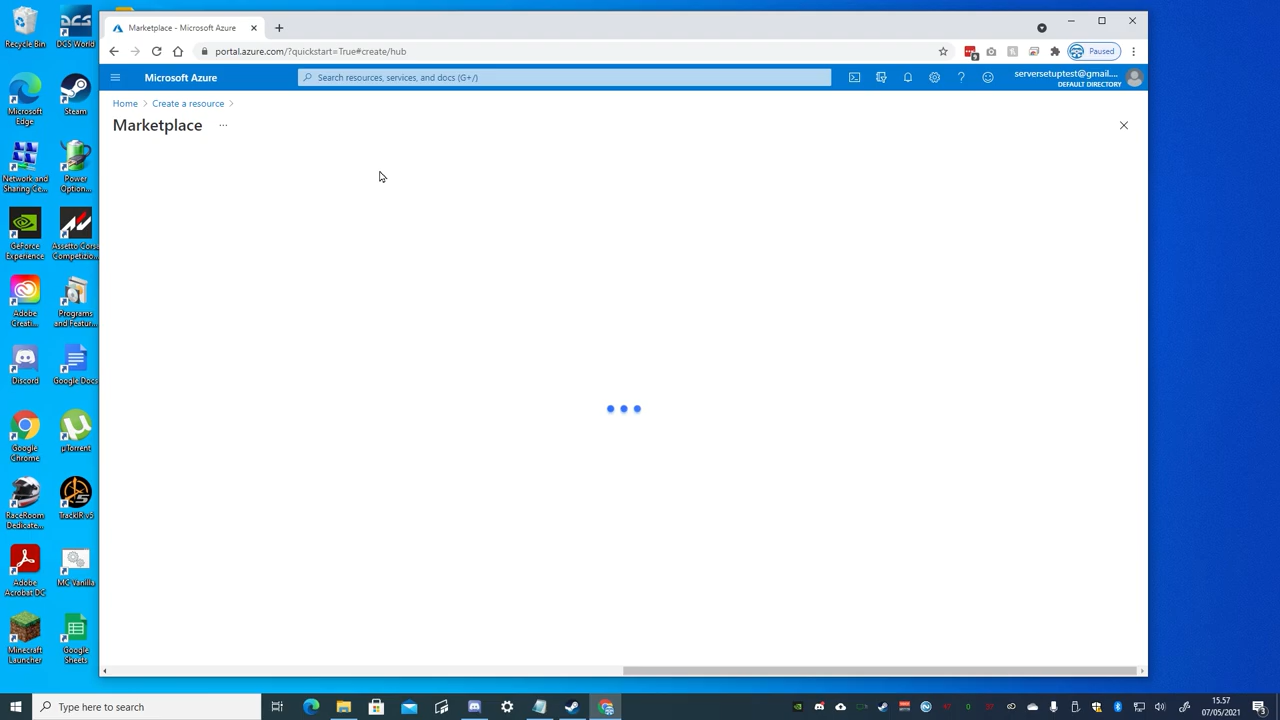 Recycle Bin
DCS World
Microsoft
Edge
Steam
Network and
Sharing Ce...
Power
Option...
GeForce
Experience
Assetto Corsa
Competizio...
Adobe
Creati...
Programs
and Featur...
Discord
Google Docs
Google
Chrome
µTorrent
RaceRoom
Dedicate...
TrackIR v5
Adobe
Acrobat DC
MC Vanilla
Minecraft
Launcher
Google
Sheets
Marketplace - Microsoft Azure
portal.azure.com/?quickstart=True#create/hub
Paused
Microsoft Azure
Search resources, services, and docs (G+/)
serversetuptest@gmail....
DEFAULT DIRECTORY
Home
Create a resource
Marketplace
...
Type here to search
15.57
07/05/2021